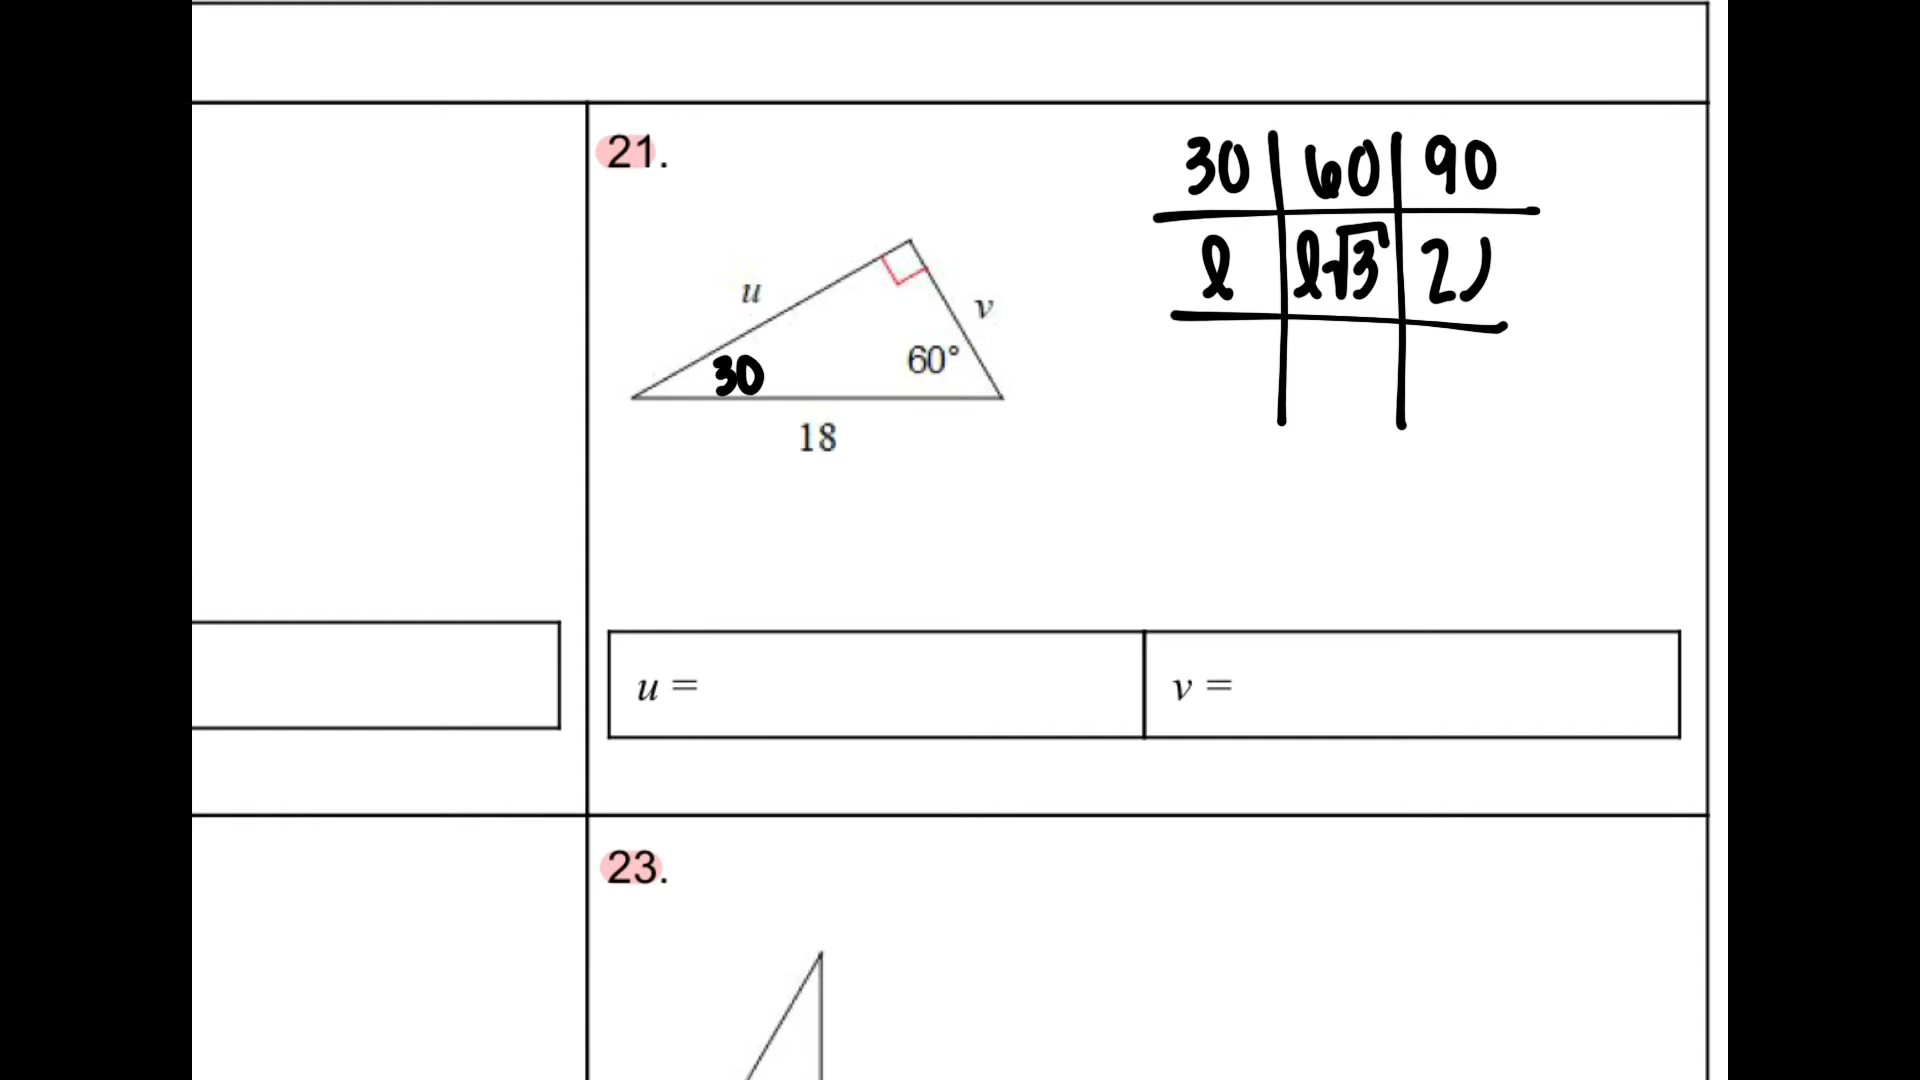 21.
30 60 90
l l√3 2l
u
v
30
60°
18
u =
v =
23.